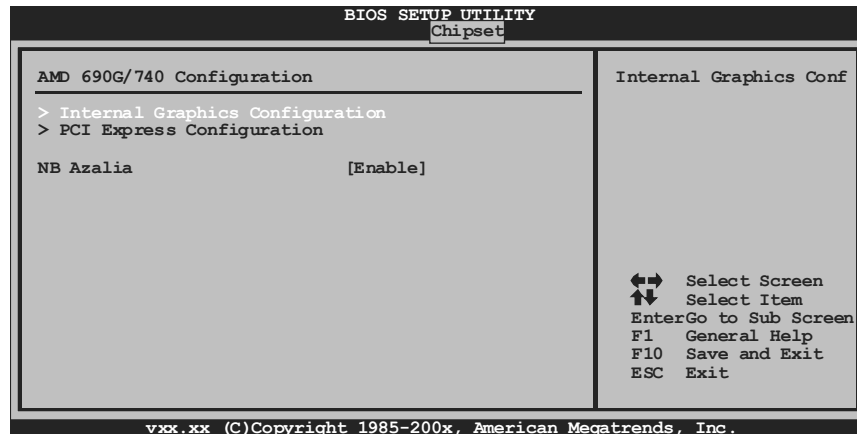 BIOS SETUP UTILITY
Chipset
AMD 690G/740 Configuration
> Internal Graphics Configuration
> PCI Express Configuration
NB Azalia [Enable]
Internal Graphics Conf
Select Screen
Select Item
EnterGo to Sub Screen
F1 General Help
F10 Save and Exit
ESC Exit
vxx.xx (C)Copyright 1985-200x, American Megatrends, Inc.